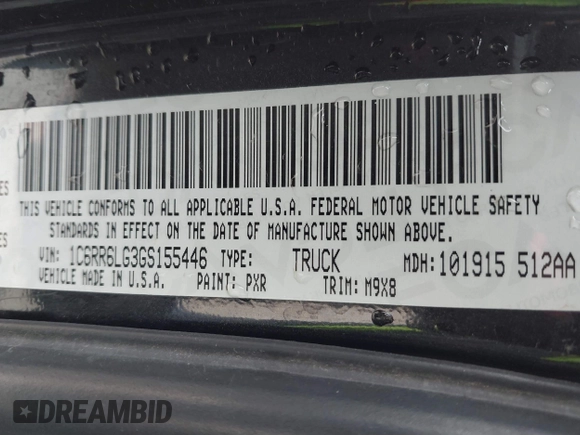 THIS VEHICLE CONFORMS TO ALL APPLICABLE U.S.A. FEDERAL MOTOR VEHICLE SAFETY
STANDARDS IN EFFECT ON THE DATE OF MANUFACTURE SHOWN ABOVE.
VIN: 1C6RR6LG3GS155446 TYPE: TRUCK MDH: 101915 512AA
VEHICLE MADE IN U.S.A. PAINT: PXR TRIM: M9X8
DREAMBID